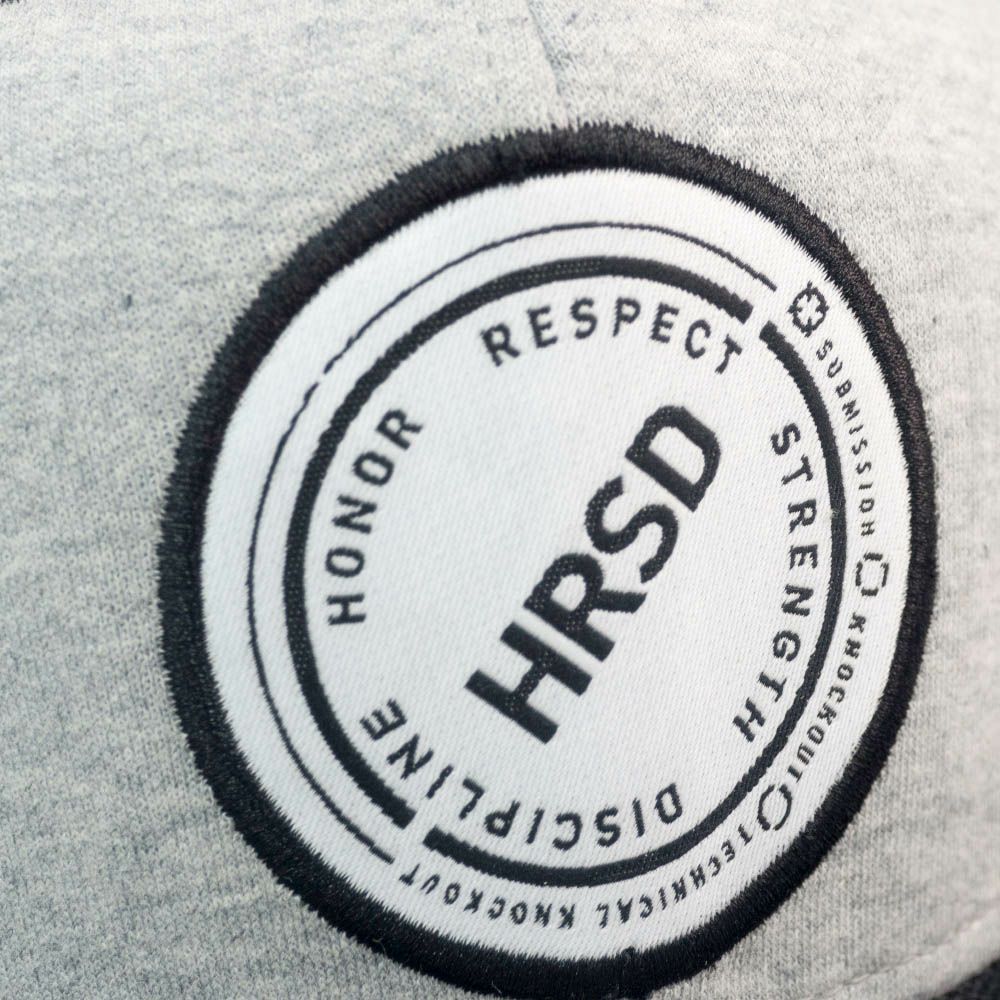 HONOR
RESPECT
STRENGTH
DISCIPLINE
HRSD
SUBMISSION
KNOCKOUT
TECHNICAL KNOCKOUT